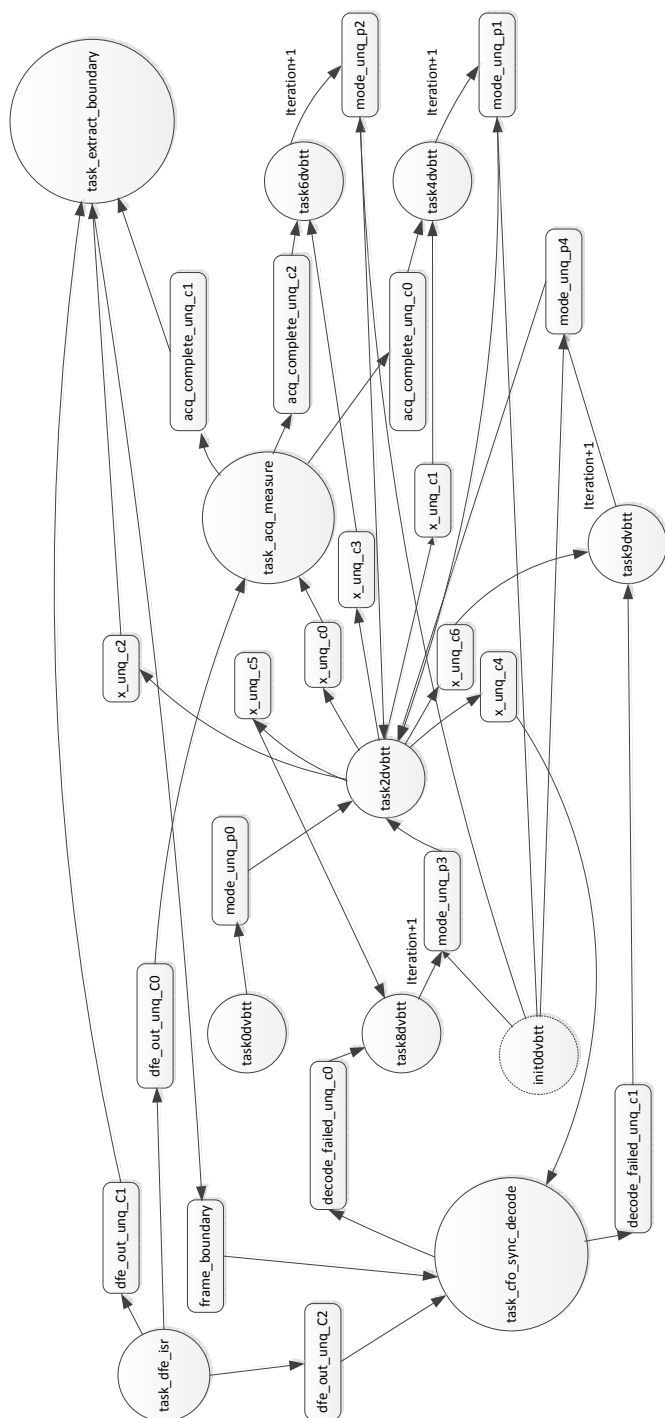 task_extract_boundary
dfe_out_unq_C1
x_unq_c2
dfe_out_unq_C0
task_dfe_isr
acq_complete_unq_c1
frame_boundary
mode_unq_p0
task0dvbtt
x_unq_c5
task_acq_measure
acq_complete_unq_c2
Iteration+1
task6dvbtt
dfe_out_unq_C2
x_unq_c0
decode_failed_unq_c0
x_unq_c3
mode_unq_p2
task2dvbtt
task8dvbtt
acq_complete_unq_c0
Iteration+1
task4dvbtt
Iteration+1
x_unq_c1
mode_unq_p3
x_unq_c6
mode_unq_p1
x_unq_c4
task_cfo_sync_decode
init0dvbtt
mode_unq_p4
Iteration+1
task9dvbtt
decode_failed_unq_c1